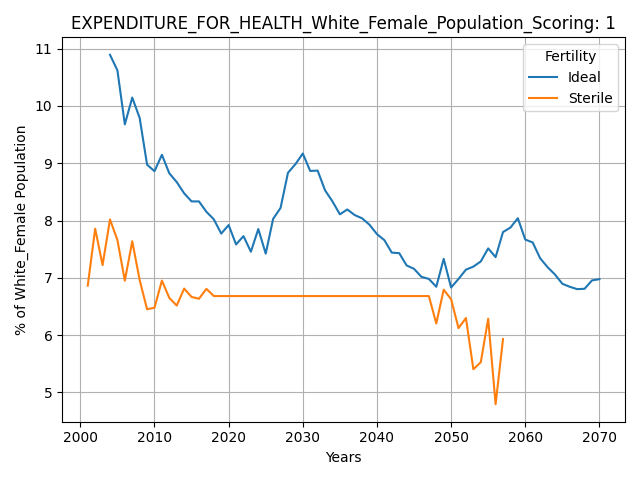 EXPENDITURE_FOR_HEALTH_White_Female_Population_Scoring: 1
Fertility
Ideal
Sterile
% of White_Female Population
11
10
9
8
7
6
5
2000 2010 2020 2030 2040 2050 2060 2070
Years